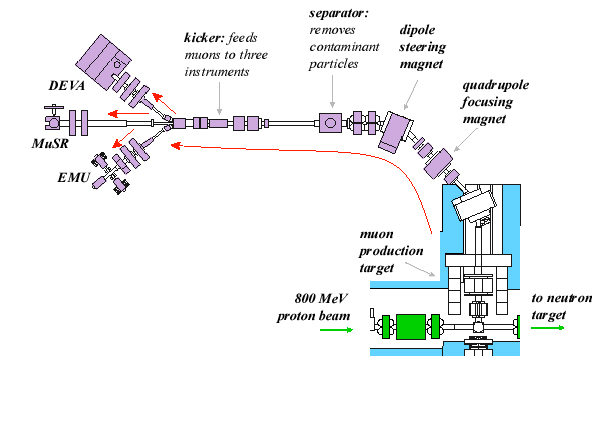 separator:
removes
contaminant
particles
kicker: feeds
muons to three
instruments
dipole
steering
magnet
quadrupole
focusing
magnet
DEVA
MuSR
EMU
muon
production
target
800 MeV
proton beam
to neutron
target